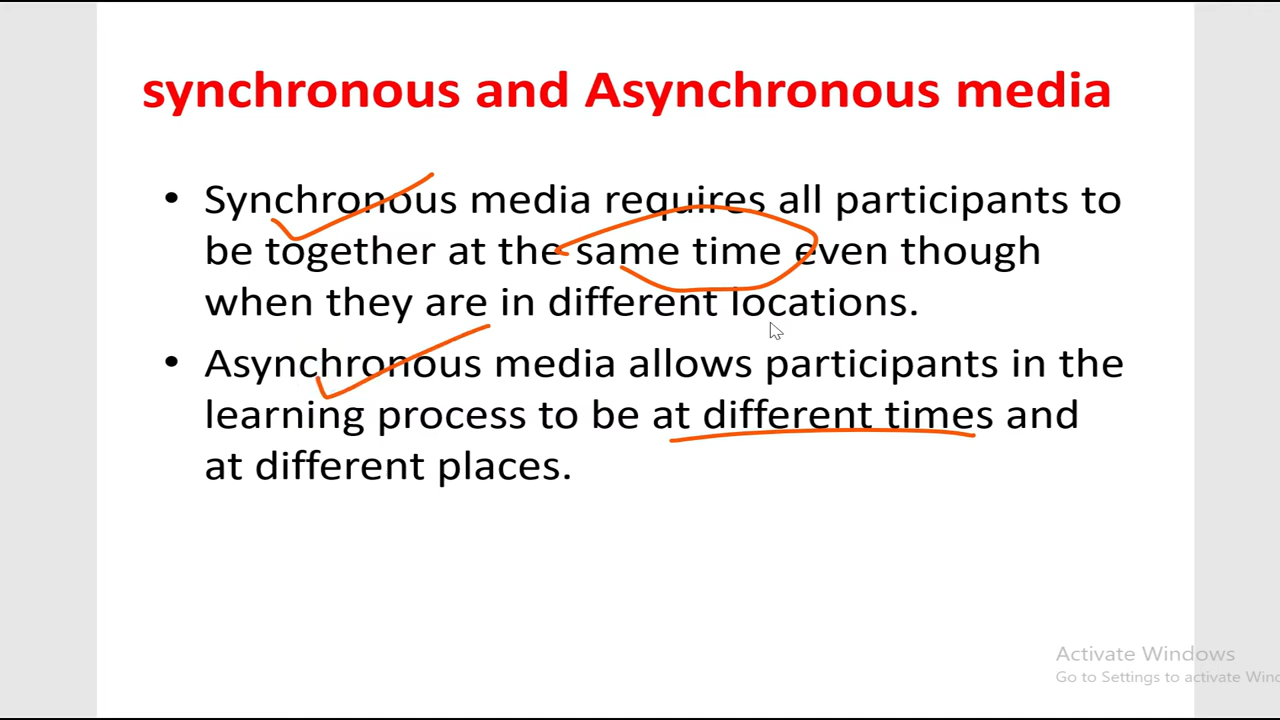 synchronous and Asynchronous media
• Synchronous media requires all participants to
be together at the same time even though
when they are in different locations.
• Asynchronous media allows participants in the
learning process to be at different times and
at different places.
Activate Windows
Go to Settings to activate Win